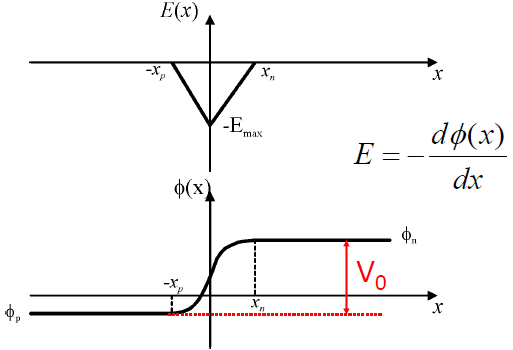 E(x)
-xp
xn
x
-Emax
E = -dϕ(x)/dx
ϕ(x)
ϕn
V0
-xp
xn
x
ϕp